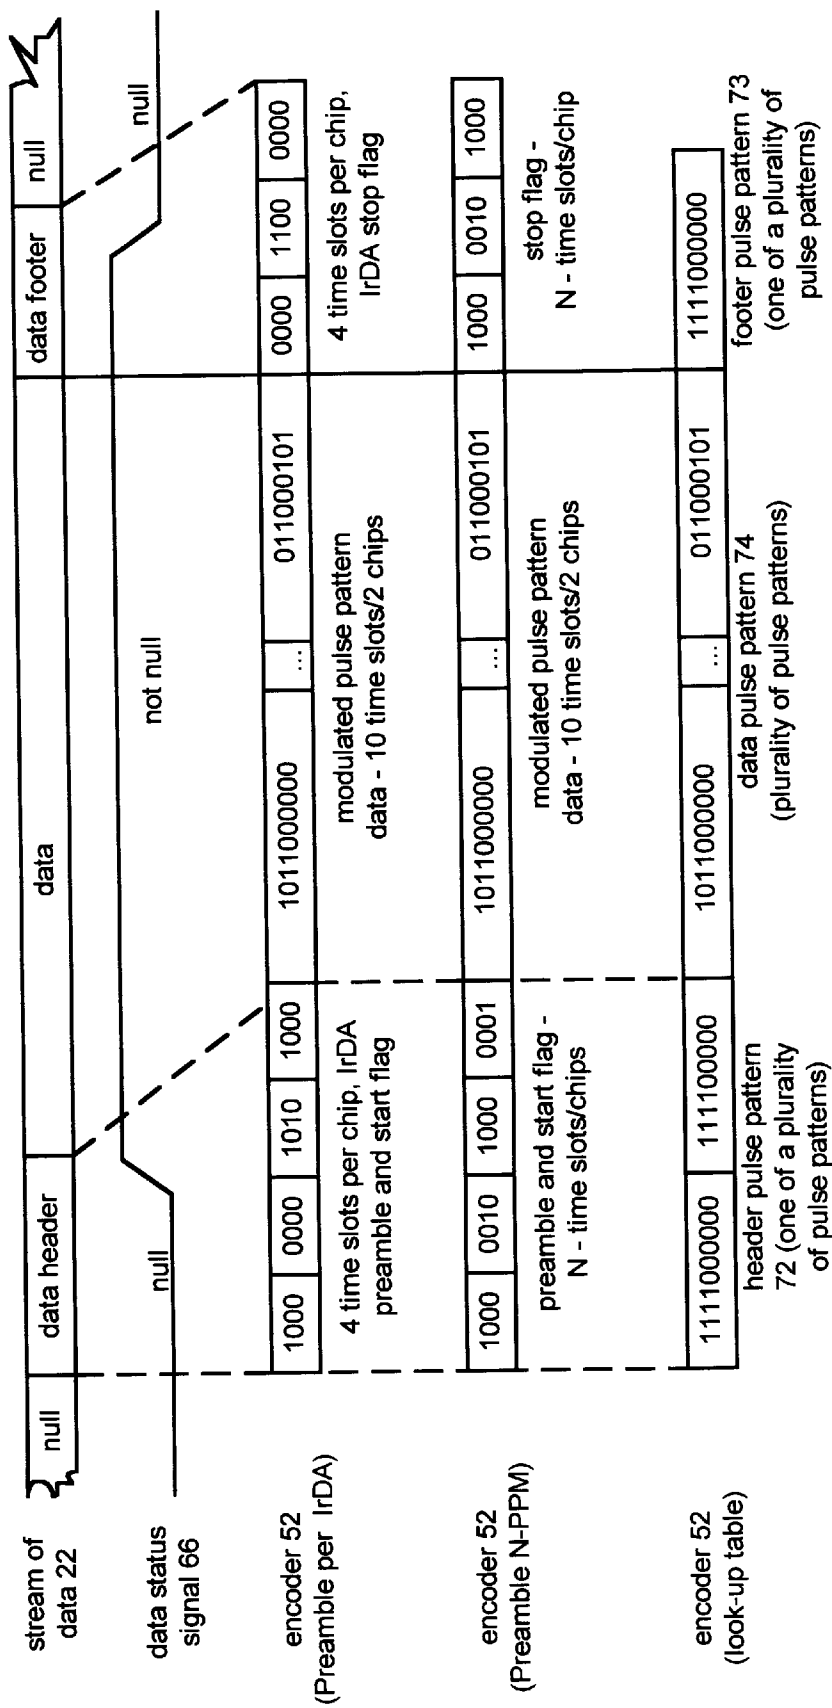 stream of
data 22
null
data header
data
data footer
null
data status
signal 66
null
not null
null
encoder 52
(Preamble per IrDA)
1000 0000 1010 1000 1011000000 ... 011000101 0000 1100 0000
4 time slots per chip, IrDA
preamble and start flag
modulated pulse pattern
data - 10 time slots/2 chips
4 time slots per chip,
IrDA stop flag
encoder 52
(Preamble N-PPM)
1000 0010 1000 0001 1011000000 ... 011000101 1000 0010 1000
preamble and start flag -
N - time slots/chips
modulated pulse pattern
data - 10 time slots/2 chips
stop flag -
N - time slots/chip
encoder 52
(look-up table)
1111000000 111100000 1011000000 ... 011000101 1111000000
header pulse pattern
72 (one of a plurality
of pulse patterns)
data pulse pattern 74
(plurality of pulse patterns)
footer pulse pattern 73
(one of a plurality of
pulse patterns)